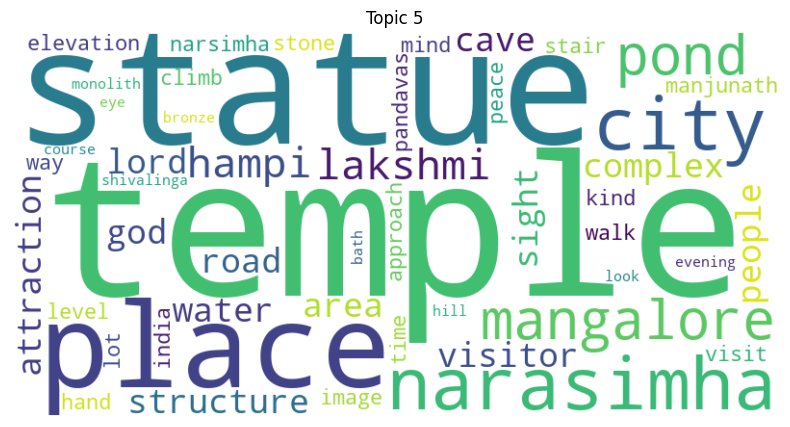 Topic 5
elevation narsimha stone mind cave stair pond
monolith climb statue pandavas peace manjunath
eye bronze city
course
way lord hampi lakshmi complex
shivalinga temple sight kind people
attraction god road bath approach walk
look evening
level water area hill mangalore
place lot india time visitor visit
narasimha
hand structure image